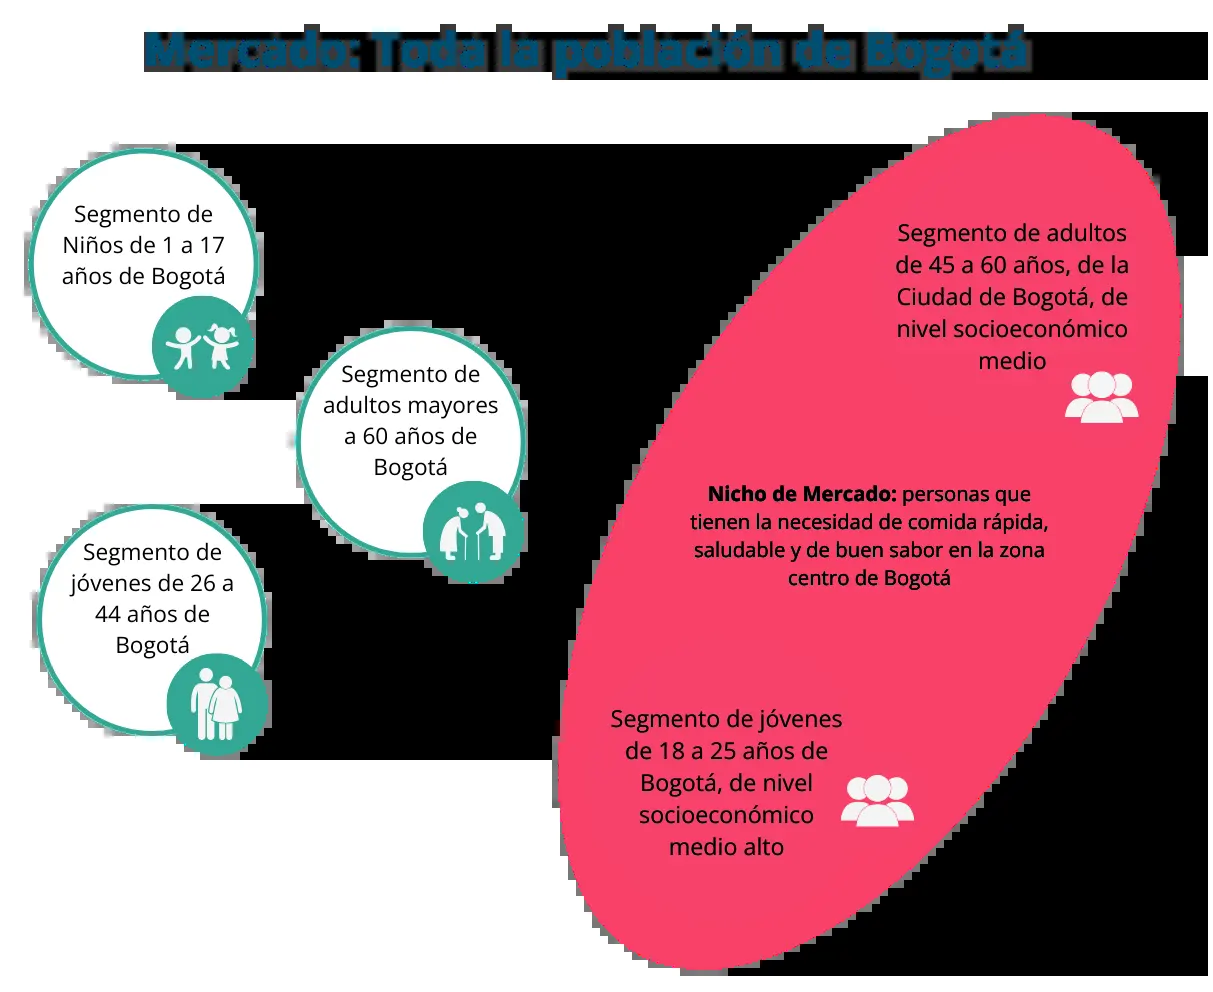 Mercado: Toda la población de Bogotá
Segmento de
Niños de 1 a 17
años de Bogotá
Segmento de
adultos mayores
a 60 años de
Bogotá
Segmento de
jóvenes de 26 a
44 años de
Bogotá
Segmento de adultos
de 45 a 60 años, de la
Ciudad de Bogotá, de
nivel socioeconómico
medio
Nicho de Mercado: personas que
tienen la necesidad de comida rápida,
saludable y de buen sabor en la zona
centro de Bogotá
Segmento de jóvenes
de 18 a 25 años de
Bogotá, de nivel
socioeconómico
medio alto